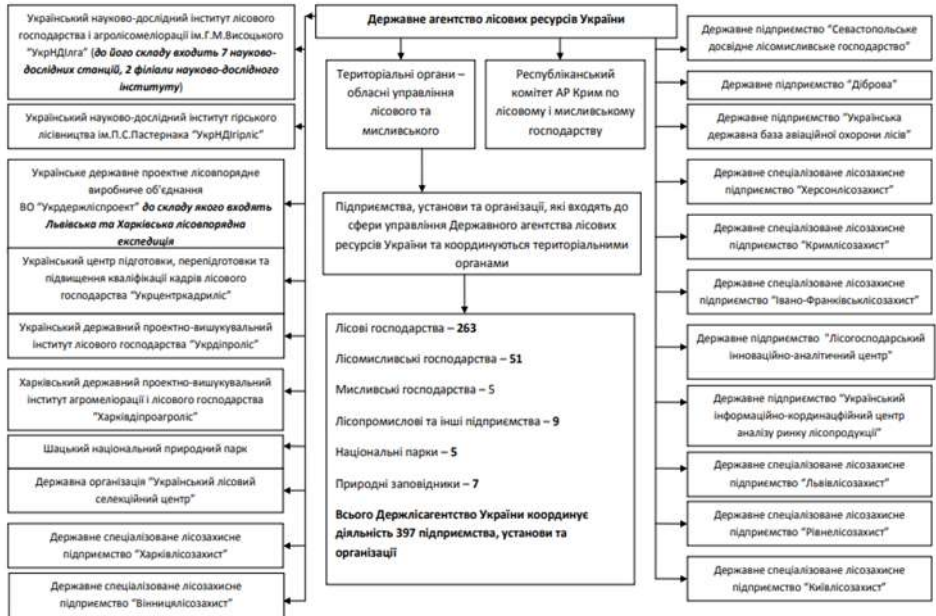 Державне агентство лісових ресурсів України
Український науково-дослідний інститут лісового
господарства і агролісомеліорації ім.Г.М.Висоцького
"УкрНДІлга" (до його складу входить 7 науково-
дослідних станцій, 2 філіали науково-дослідного
інституту)
Український науково-дослідний інститут гірського
лісівництва ім.П.С.Пастернака "УкрНДІгірліс"
Українське державне проектне лісовпорядне
виробниче об'єднання
ВО "Укрдержліспроект" до складу якого входять
Львівська та Харківська лісовпорядна
експедиція
Український центр підготовки, перепідготовки та
підвищення кваліфікації кадрів лісового
господарства "Укрцентркадриліс"
Український державний проектно-вишукувальний
інститут лісового господарства "Укрдіпроліс"
Харківський державний проектно-вишукувальний
інститут агромеліорації і лісового господарства
"Харківдіпроагроліс"
Шацький національний природний парк
Державна організація "Український лісовий
селекційний центр"
Державне спеціалізоване лісозахисне
підприємство "Харківлісозахист"
Державне спеціалізоване лісозахисне
підприємство "Вінницялісозахист"
Територіальні органи –
обласні управління
лісового та
мисливського
Республіканський
комітет АР Крим по
лісовому і мисливському
господарству
Підприємства, установи та організації, які входять до
сфери управління Державного агентства лісових
ресурсів України та координуються територіальними
органами
Лісові господарства – 263
Лісомисливські господарства – 51
Мисливські господарства – 5
Лісопромислові та інші підприємства – 9
Національні парки – 5
Природні заповідники – 7
Всього Держлісагентство України координує
діяльність 397 підприємства, установи та
організації
Державне підприємство "Севастопольське
досвідне лісомисливське господарство"
Державне підприємство "Діброва"
Державне підприємство "Українська
державна база авіаційної охорони лісів"
Державне спеціалізоване лісозахисне
підприємство "Херсонлісозахист"
Державне спеціалізоване лісозахисне
підприємство "Кримлісозахист"
Державне спеціалізоване лісозахисне
підприємство "Івано-Франківськлісозахист"
Державне підприємство "Лісогосподарський
інноваційно-аналітичний центр"
Державне підприємство "Український
інформаційно-кординацфійний центр
аналізу ринку лісопродукції"
Державне спеціалізоване лісозахисне
підприємство "Львівлісозахист"
Державне спеціалізоване лісозахисне
підприємство "Рівнелісозахист"
Державне спеціалізоване лісозахисне
підприємство "Київлісозахист"